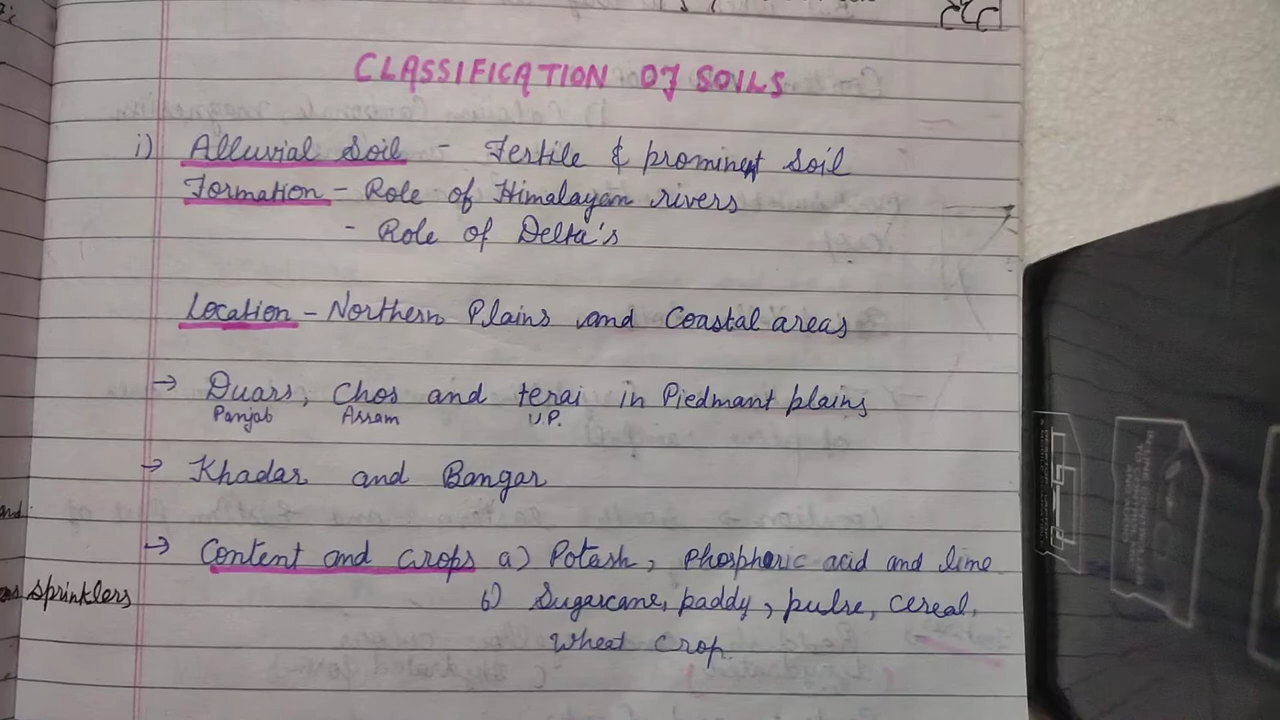 CLASSIFICATION OF SOILS
i) Alluvial Soil - Fertile & prominent soil
Formation - Role of Himalayan rivers
- Role of Delta's
Location - Northern Plains and Coastal areas
→ Duars, Chos and terai in Piedmant plains
Panjab Assam U.P.
→ Khadar and Bangar
→ Content and crops a) Potash, phosphoric acid and lime
b) Sugarcane, paddy, pulse, cereal,
Wheat crop
and
sprinklers